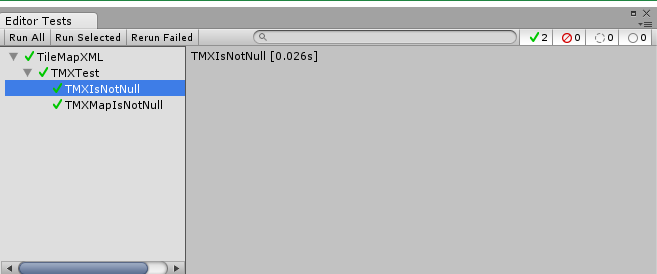 Editor Tests
Run All Run Selected Rerun Failed 2 0 0 0
TileMapXML
TMXTest
TMXIsNotNull
TMXMapIsNotNull
TMXIsNotNull [0.026s]